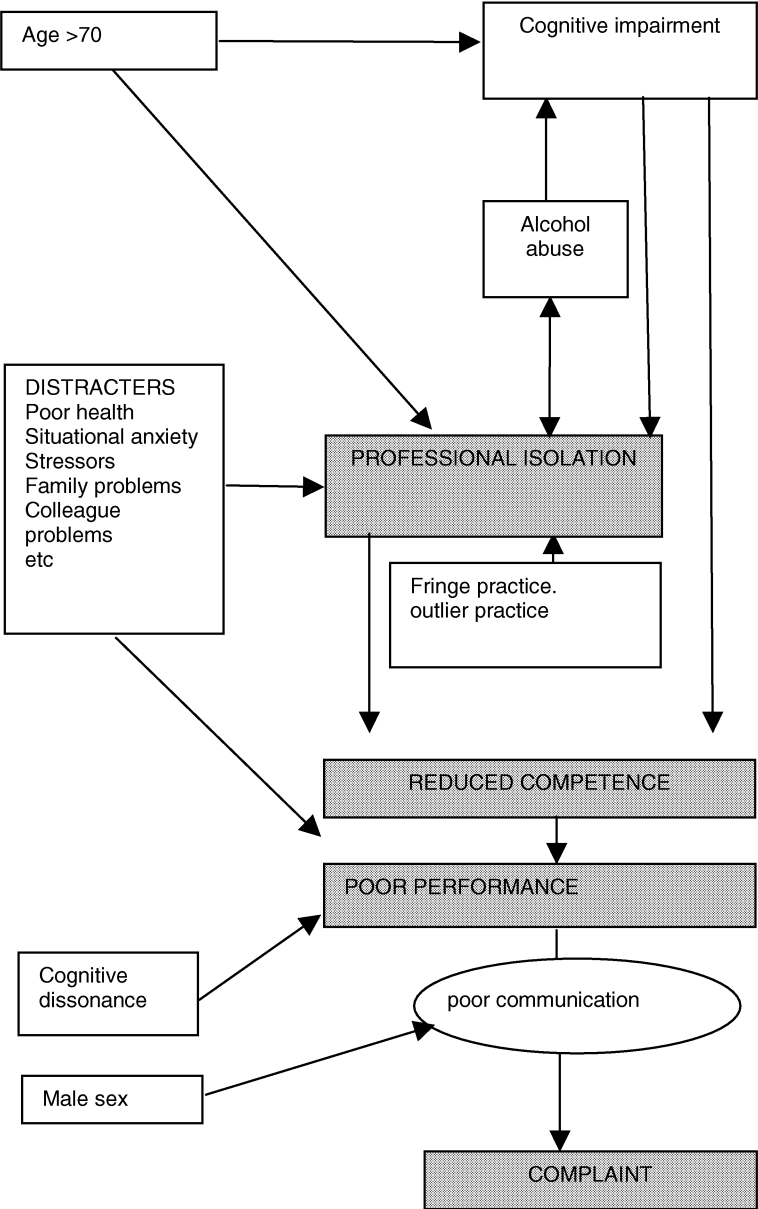 Age >70
Cognitive impairment
Alcohol
abuse
DISTRACTERS
Poor health
Situational anxiety
Stressors
Family problems
Colleague
problems
etc
PROFESSIONAL ISOLATION
Fringe practice.
outlier practice
REDUCED COMPETENCE
POOR PERFORMANCE
Cognitive
dissonance
poor communication
Male sex
COMPLAINT